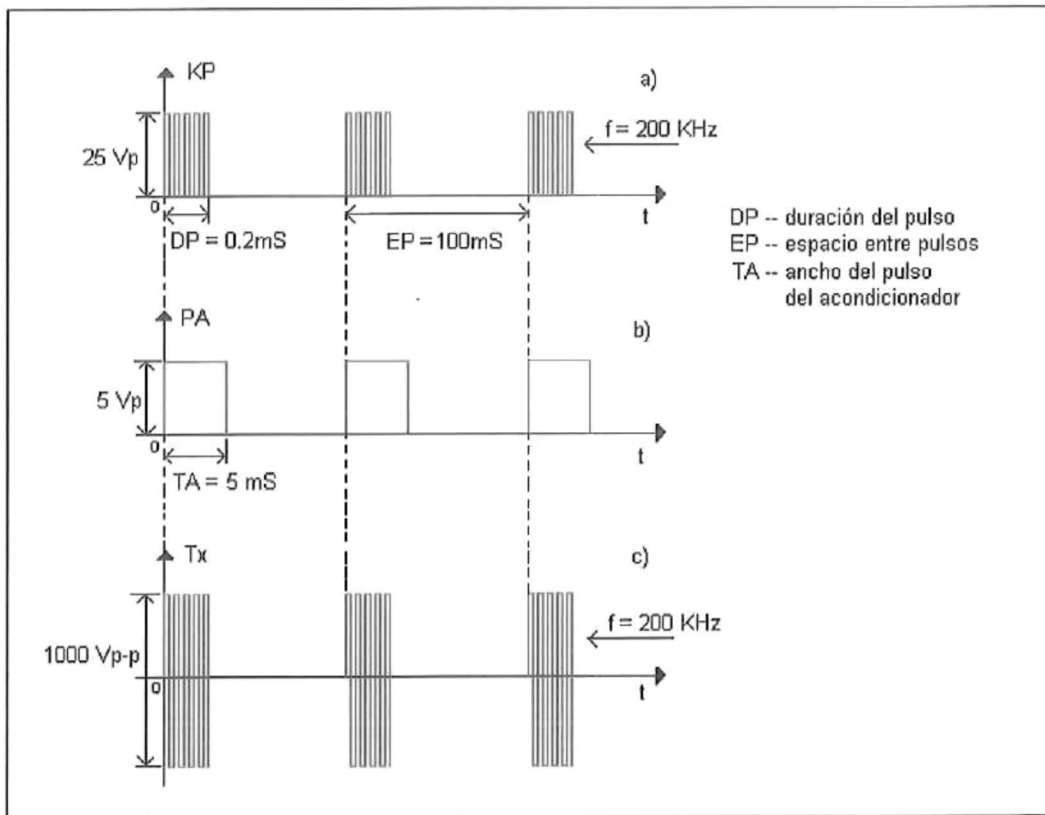 KP
a)
f = 200 KHz
25 Vp
0
t
DP = 0.2mS
EP = 100mS
DP -- duración del pulso
EP -- espacio entre pulsos
TA -- ancho del pulso
del acondicionador
PA
b)
5 Vp
0
t
TA = 5 mS
Tx
c)
f = 200 KHz
1000 Vp-p
0
t